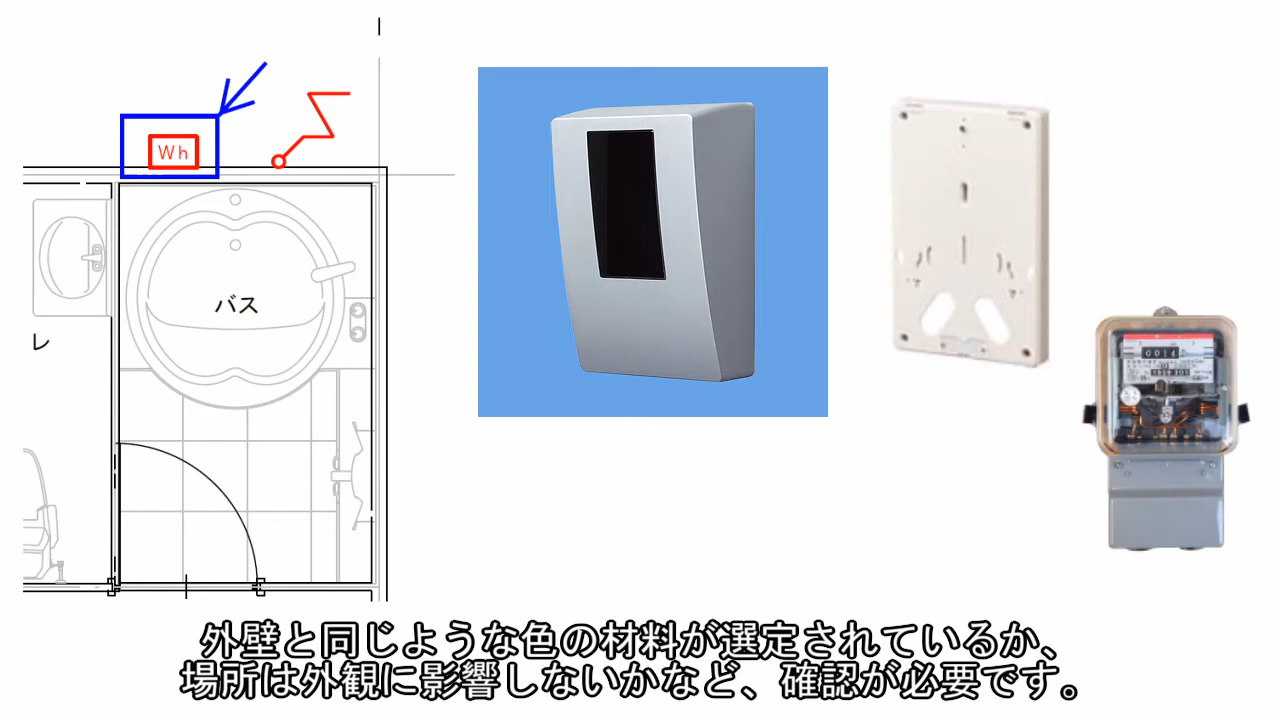 Wh
バス
レ
0014
外壁と同じような色の材料が選定されているか、
場所は外観に影響しないかなど、確認が必要です。